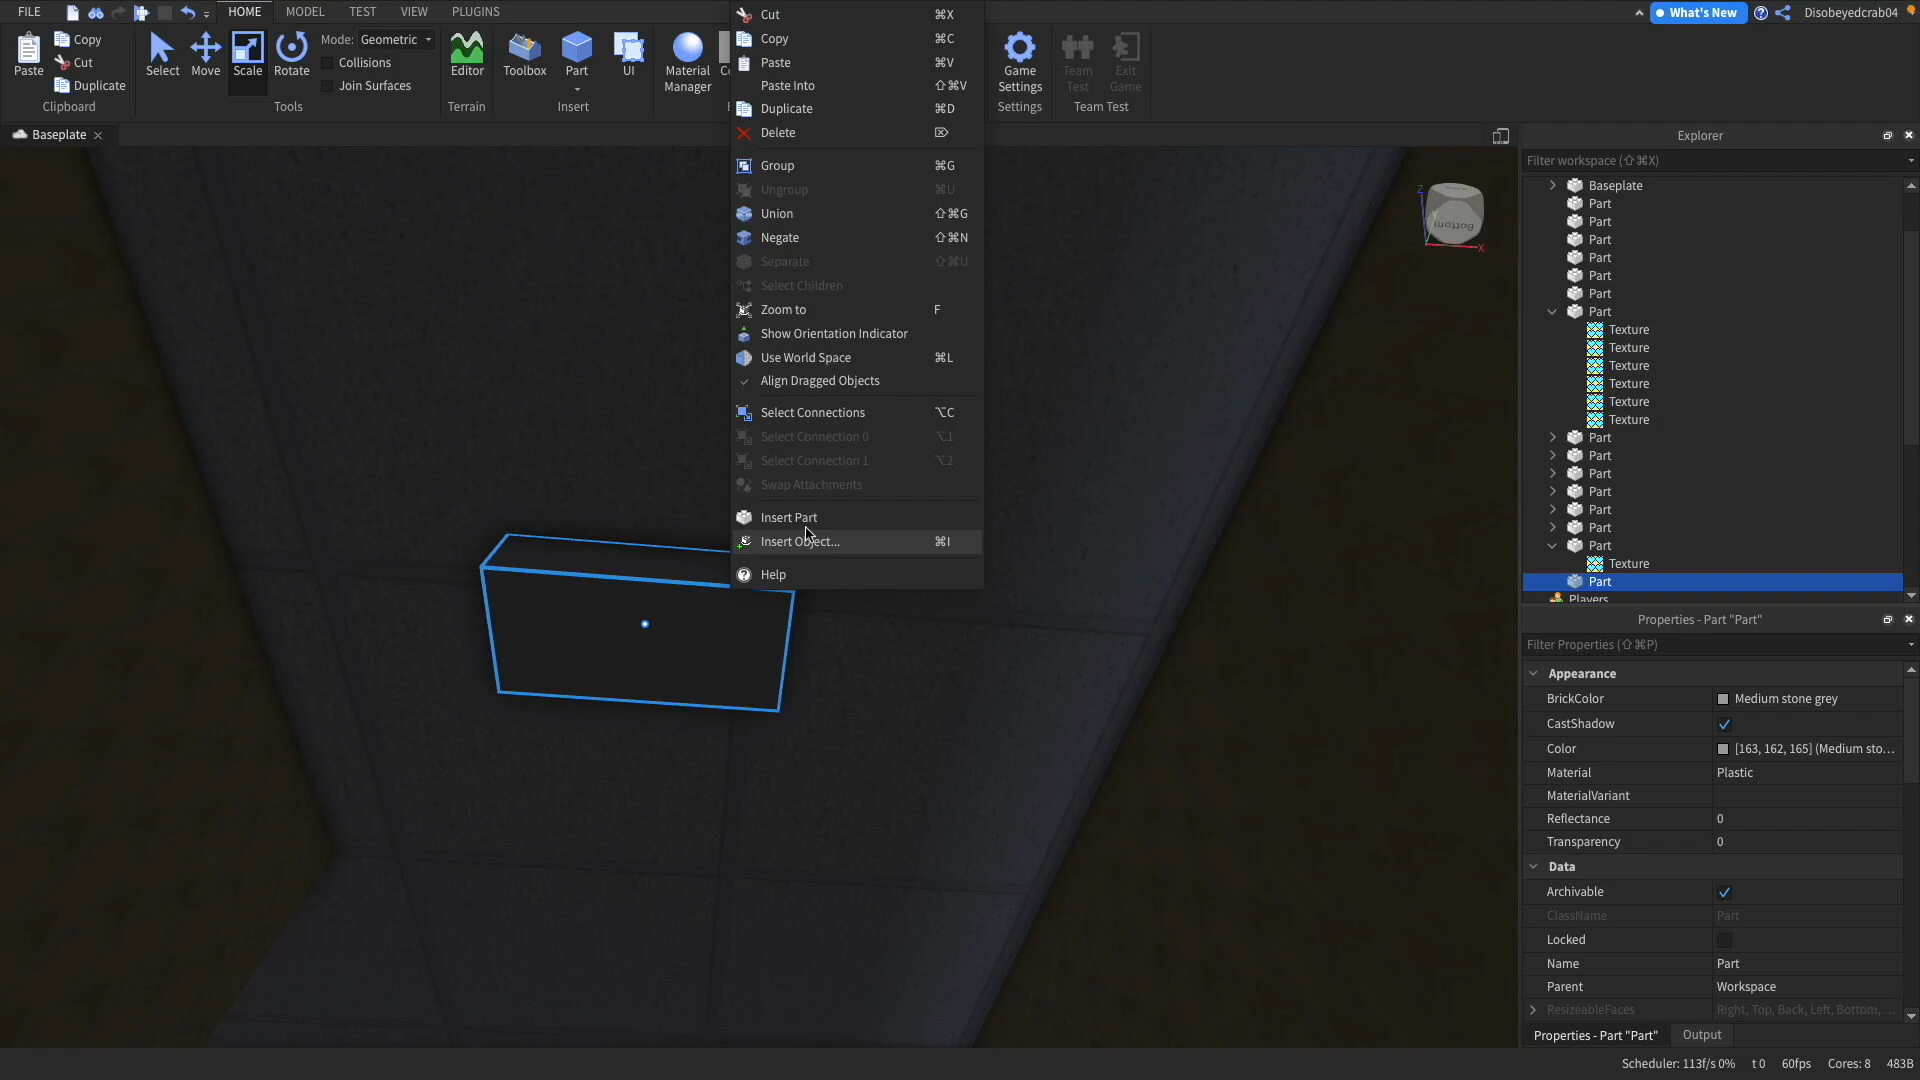 FILE HOME MODEL TEST VIEW PLUGINS
What's New Disobeyedcrab04
Paste
Copy
Cut
Duplicate
Clipboard
Select Move Scale Rotate
Mode: Geometric
Collisions
Join Surfaces
Tools
Editor
Terrain
Toolbox Part UI
Insert
Material
Manager
Game
Settings
Settings
Team
Test
Exit
Game
Team Test
Baseplate
Cut ⌘X
Copy ⌘C
Paste ⌘V
Paste Into ⇧⌘V
Duplicate ⌘D
Delete ⌦
Group ⌘G
Ungroup ⌘U
Union ⇧⌘G
Negate ⇧⌘N
Separate ⇧⌘U
Select Children
Zoom to F
Show Orientation Indicator
Use World Space ⌘L
Align Dragged Objects
Select Connections ⌥C
Select Connection 0 ⌥1
Select Connection 1 ⌥2
Swap Attachments
Insert Part
Insert Object... ⌘I
Help
Z
Y
Bottom
X
Explorer
Filter workspace (⇧⌘X)
Baseplate
Part
Part
Part
Part
Part
Part
Part
Texture
Texture
Texture
Texture
Texture
Texture
Part
Part
Part
Part
Part
Part
Part
Texture
Part
Players
Properties - Part "Part"
Filter Properties (⇧⌘P)
Appearance
BrickColor Medium stone grey
CastShadow
Color [163, 162, 165] (Medium sto...
Material Plastic
MaterialVariant
Reflectance 0
Transparency 0
Data
Archivable
ClassName Part
Locked
Name Part
Parent Workspace
ResizeableFaces Right, Top, Back, Left, Bottom, ...
Properties - Part "Part" Output
Scheduler: 113f/s 0% t 0 60fps Cores: 8 483B